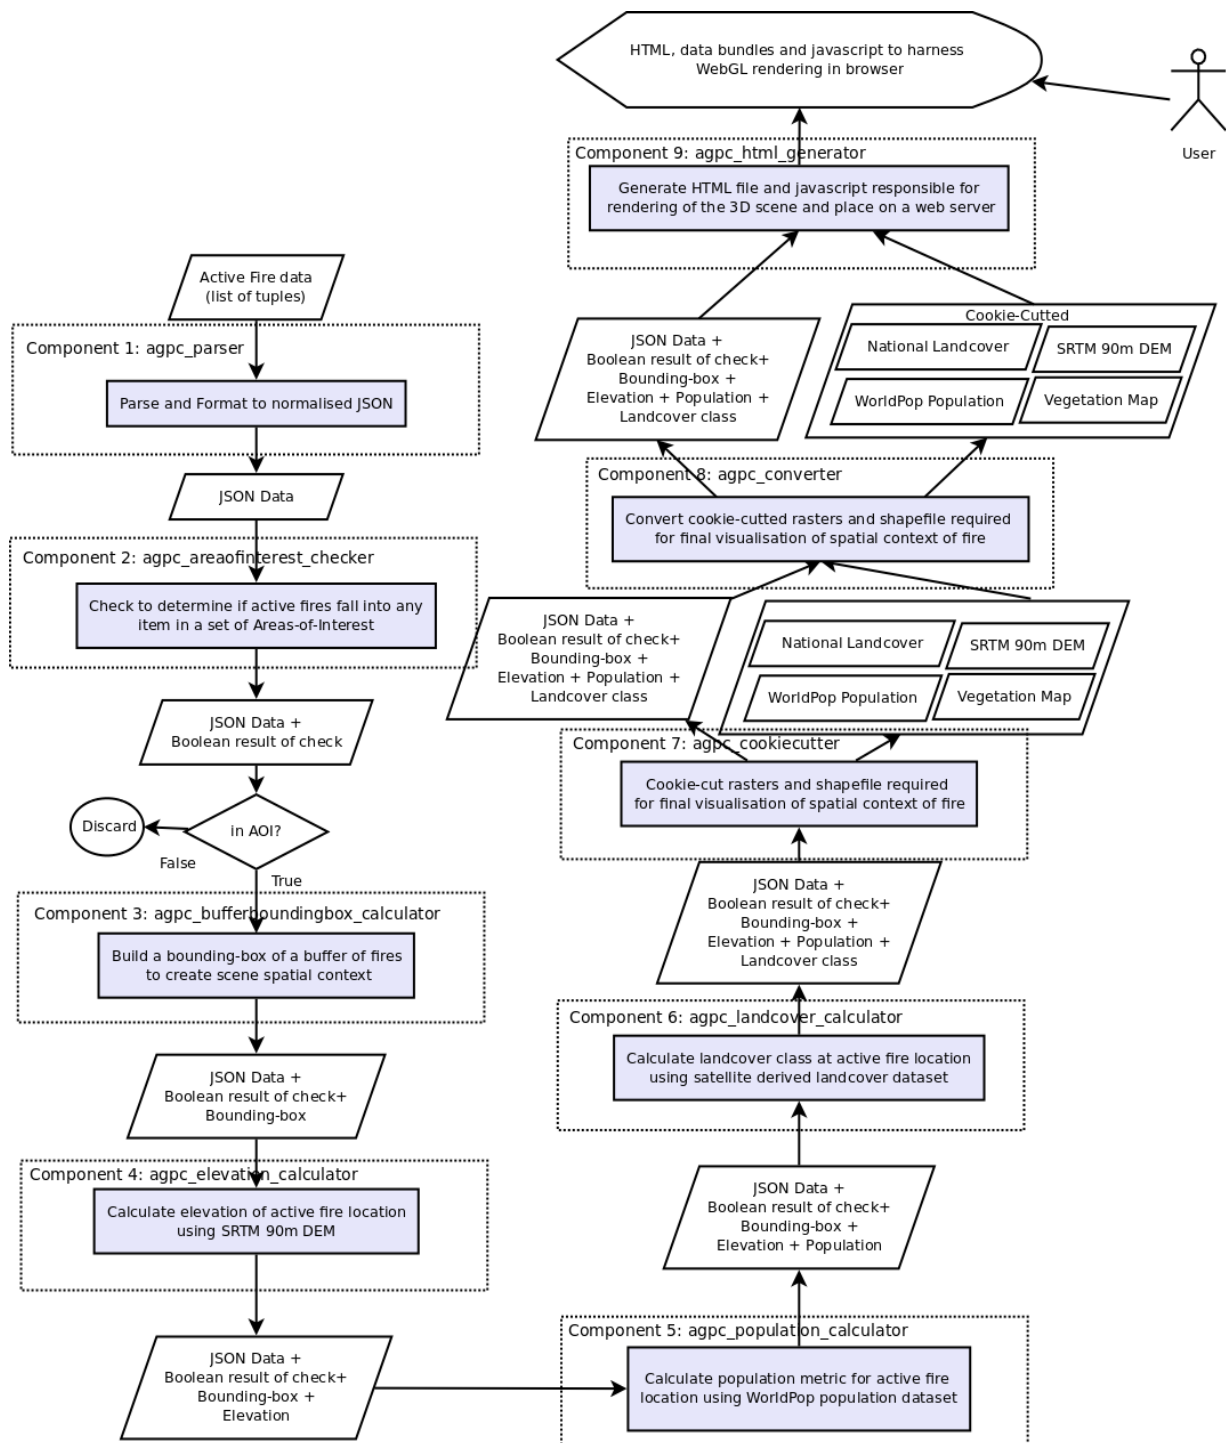 HTML, data bundles and javascript to harness
WebGL rendering in browser
User
Component 9: agpc_html_generator
Generate HTML file and javascript responsible for
rendering of the 3D scene and place on a web server
Active Fire data
(list of tuples)
Component 1: agpc_parser
Parse and Format to normalised JSON
JSON Data
Component 2: agpc_areaofinterest_checker
Check to determine if active fires fall into any
item in a set of Areas-of-Interest
JSON Data +
Boolean result of check
in AOI?
Discard
False
True
Component 3: agpc_bufferboundingbox_calculator
Build a bounding-box of a buffer of fires
to create scene spatial context
JSON Data +
Boolean result of check+
Bounding-box
Component 4: agpc_elevation_calculator
Calculate elevation of active fire location
using SRTM 90m DEM
JSON Data +
Boolean result of check+
Bounding-box +
Elevation
Component 5: agpc_population_calculator
Calculate population metric for active fire
location using WorldPop population dataset
JSON Data +
Boolean result of check+
Bounding-box +
Elevation + Population
Component 6: agpc_landcover_calculator
Calculate landcover class at active fire location
using satellite derived landcover dataset
JSON Data +
Boolean result of check+
Bounding-box +
Elevation + Population +
Landcover class
Component 7: agpc_cookiecutter
Cookie-cut rasters and shapefile required
for final visualisation of spatial context of fire
JSON Data +
Boolean result of check+
Bounding-box +
Elevation + Population +
Landcover class
National Landcover
SRTM 90m DEM
WorldPop Population
Vegetation Map
Component 8: agpc_converter
Convert cookie-cutted rasters and shapefile required
for final visualisation of spatial context of fire
JSON Data +
Boolean result of check+
Bounding-box +
Elevation + Population +
Landcover class
Cookie-Cutted
National Landcover
SRTM 90m DEM
WorldPop Population
Vegetation Map